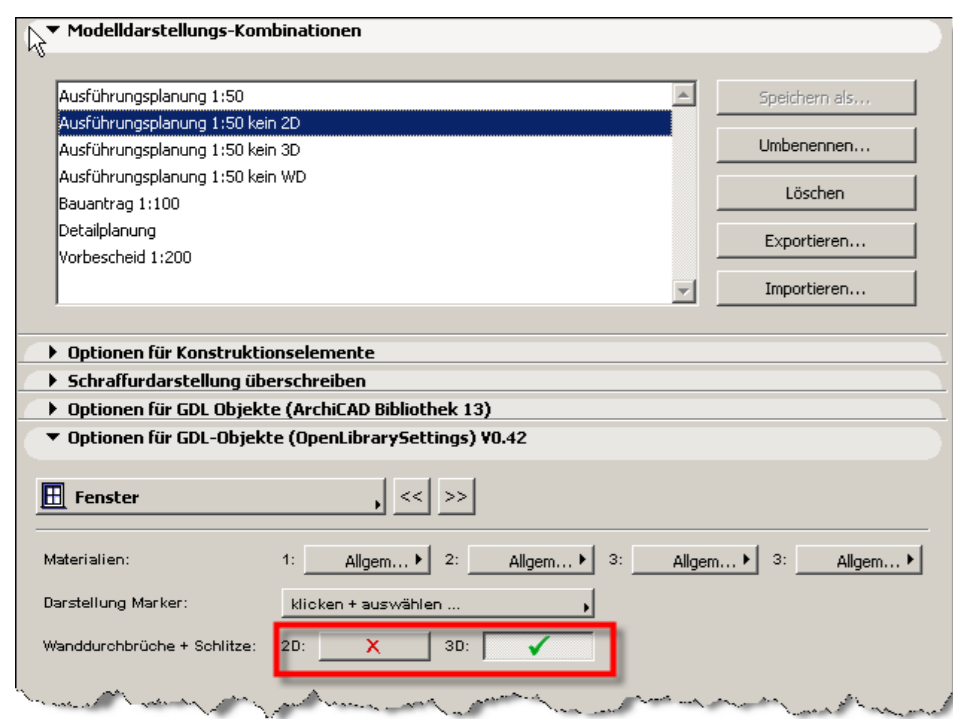 Modelldarstellungs-Kombinationen
Ausführungsplanung 1:50
Ausführungsplanung 1:50 kein 2D
Ausführungsplanung 1:50 kein 3D
Ausführungsplanung 1:50 kein WD
Bauantrag 1:100
Detailplanung
Vorbescheid 1:200
Speichern als...
Umbenennen...
Löschen
Exportieren...
Importieren...
Optionen für Konstruktionselemente
Schraffurdarstellung überschreiben
Optionen für GDL Objekte (ArchiCAD Bibliothek 13)
Optionen für GDL-Objekte (OpenLibrarySettings) V0.42
Fenster << >>
Materialien: 1: Allgem... 2: Allgem... 3: Allgem... 3: Allgem...
Darstellung Marker: klicken + auswählen ...
Wanddurchbrüche + Schlitze: 2D: 3D: